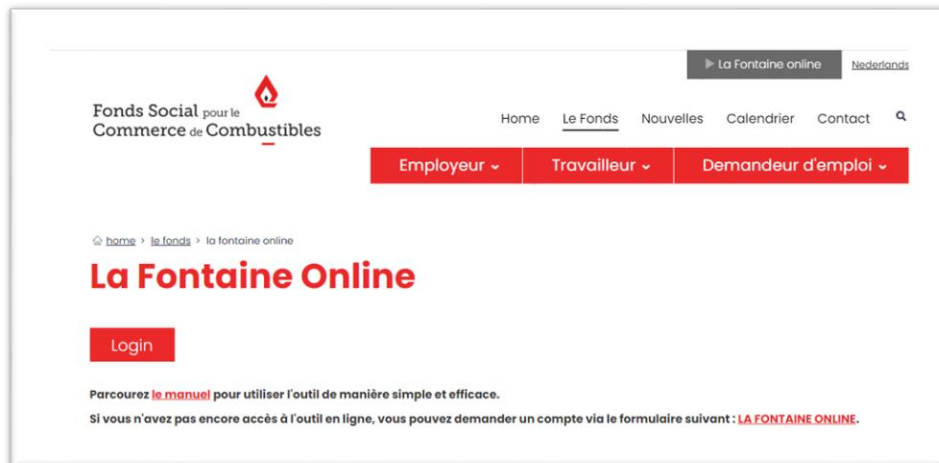 La Fontaine online
Nederlands
Fonds Social pour le
Commerce de Combustibles
Home Le Fonds Nouvelles Calendrier Contact
Employeur Travailleur Demandeur d'emploi
home > le fonds > la fontaine online
La Fontaine Online
Login
Parcourez le manuel pour utiliser l'outil de manière simple et efficace.
Si vous n'avez pas encore accès à l'outil en ligne, vous pouvez demander un compte via le formulaire suivant : LA FONTAINE ONLINE.